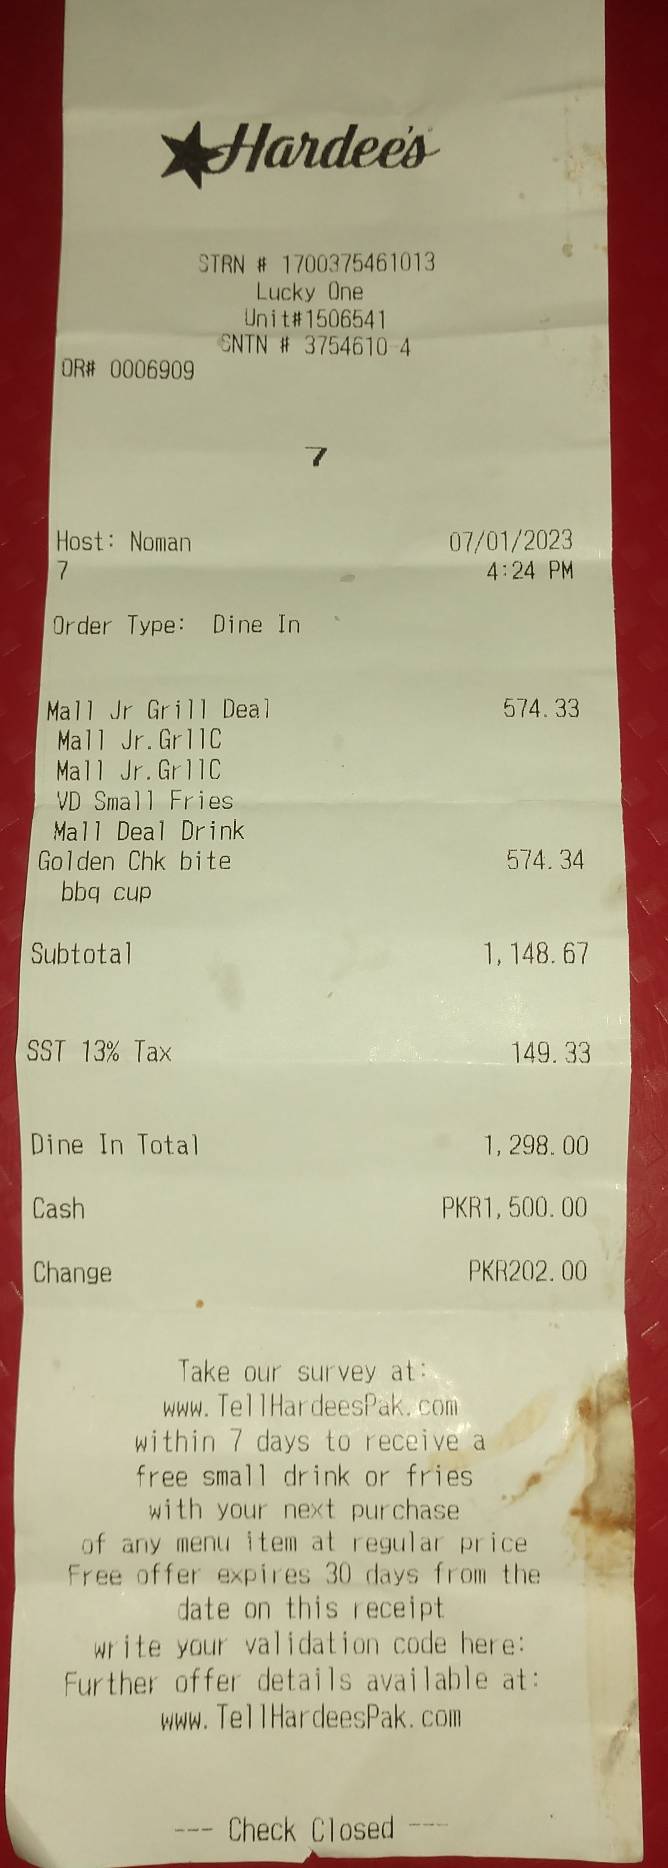 Hardee's
STRN # 1700375461013
Lucky One
Unit#1506541
SNTN # 3754610-4
OR# 0006909
7
Host: Noman 07/01/2023
7 4:24 PM
Order Type: Dine In
Mall Jr Grill Deal 574.33
Mall Jr.GrllC
Mall Jr.GrllC
VD Small Fries
Mall Deal Drink
Golden Chk bite 574.34
bbq cup
Subtotal 1,148.67
SST 13% Tax 149.33
Dine In Total 1,298.00
Cash PKR1,500.00
Change PKR202.00
Take our survey at:
www.TellHardeesPak.com
within 7 days to receive a
free small drink or fries
with your next purchase
of any menu item at regular price
Free offer expires 30 days from the
date on this receipt
write your validation code here:
Further offer details available at:
www.TellHardeesPak.com
--- Check Closed ---